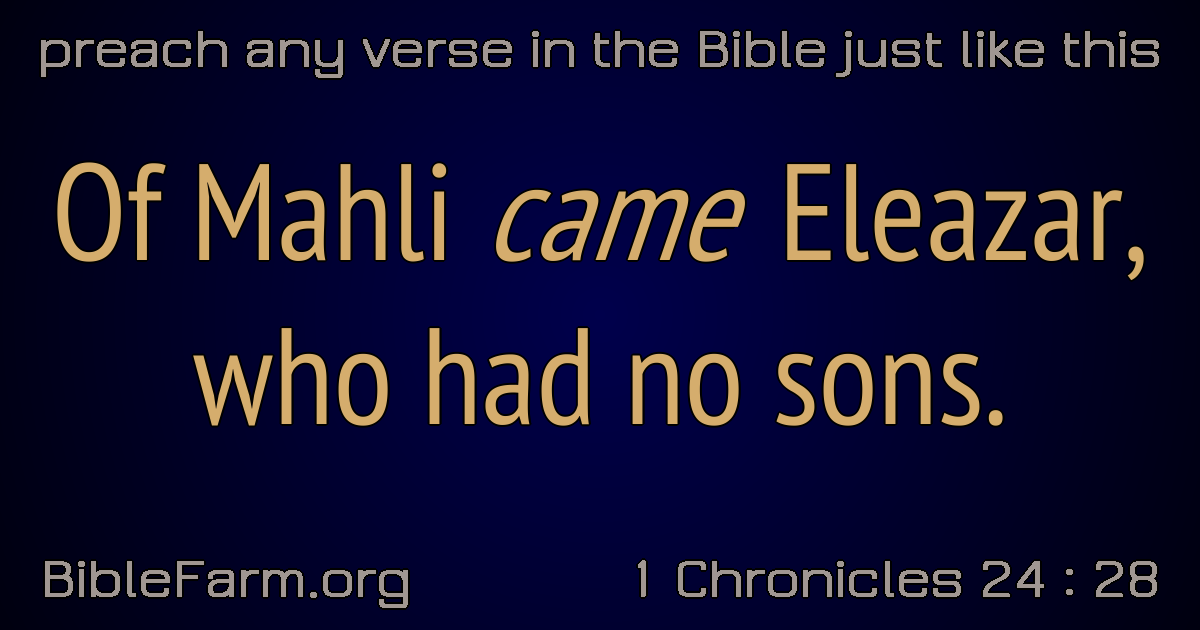 preach any verse in the Bible just like this
Of Mahli came Eleazar,
who had no sons.
BibleFarm.org
1 Chronicles 24 : 28